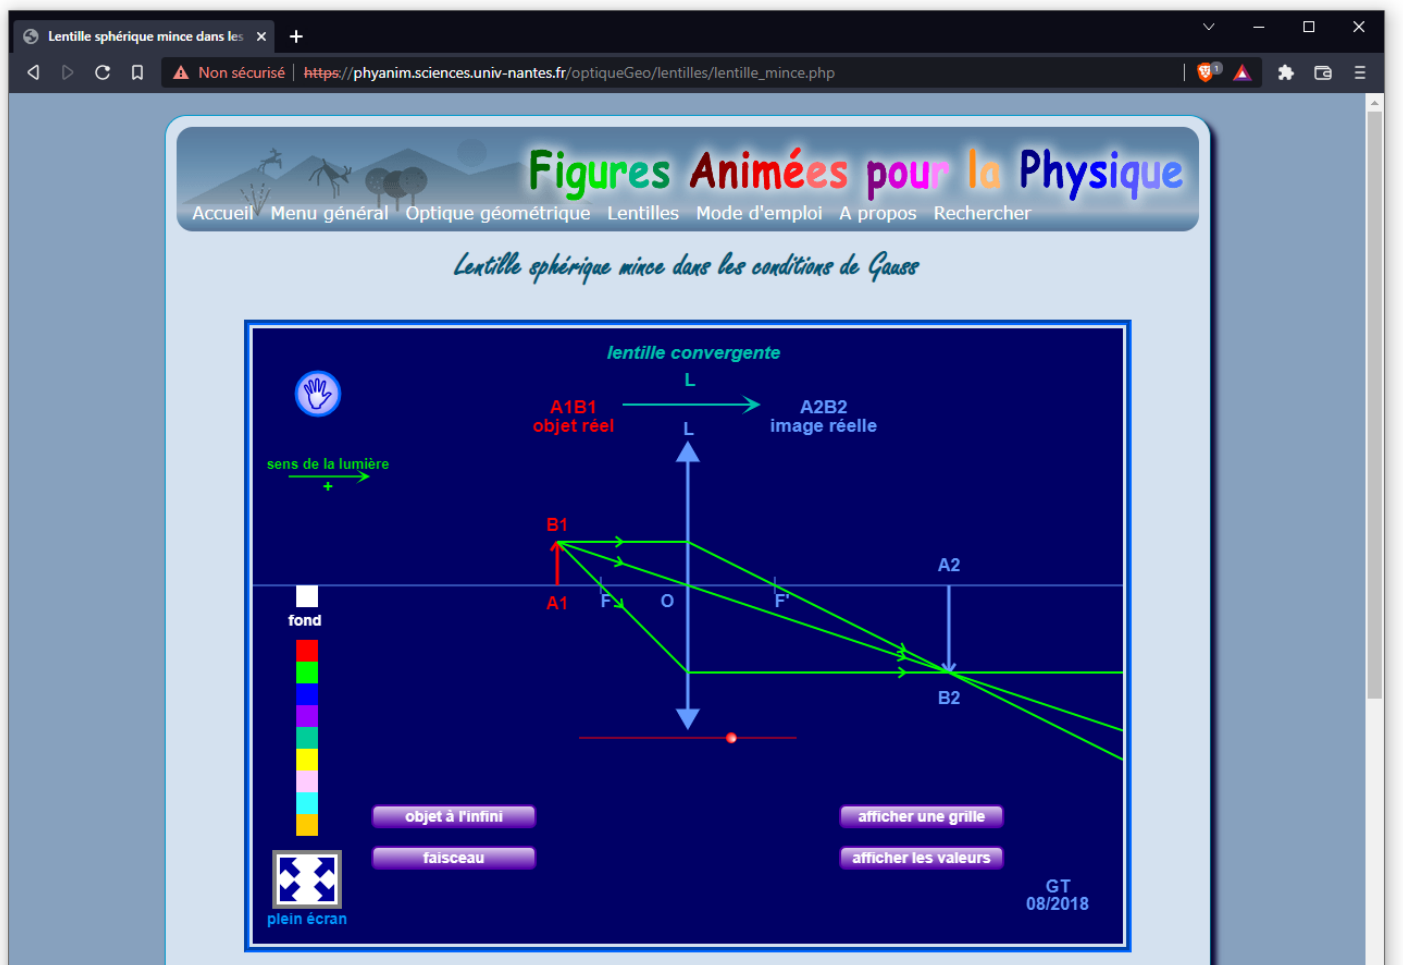 Lentille sphérique mince dans les
Non sécurisé https://phyanim.sciences.univ-nantes.fr/optiqueGeo/lentilles/lentille_mince.php
1
Figures Animées pour la Physique
Accueil Menu général Optique géométrique Lentilles Mode d'emploi A propos Rechercher
Lentille sphérique mince dans les conditions de Gauss
lentille convergente
L
A1B1
objet réel
A2B2
image réelle
L
sens de la lumière
+
B1
A2
A1
F
O
F'
fond
B2
objet à l'infini
afficher une grille
faisceau
afficher les valeurs
GT
08/2018
plein écran